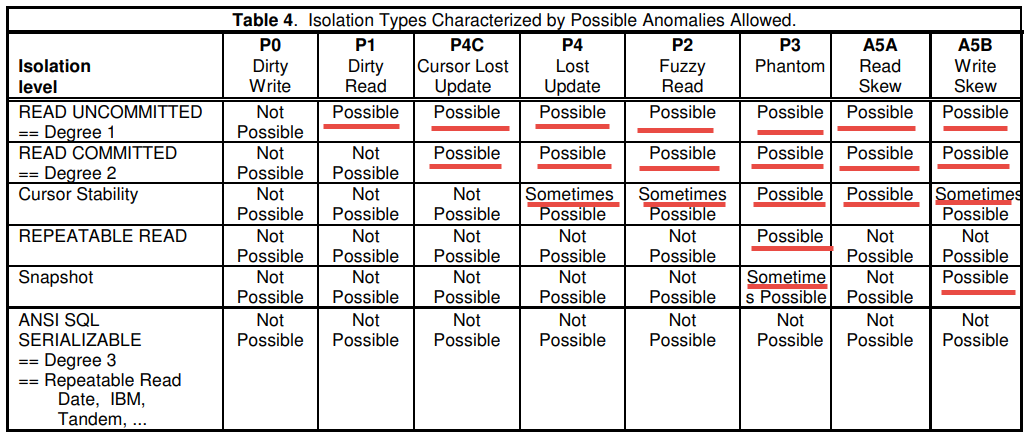 Table 4. Isolation Types Characterized by Possible Anomalies Allowed.
Isolation level
P0 Dirty Write
P1 Dirty Read
P4C Cursor Lost Update
P4 Lost Update
P2 Fuzzy Read
P3 Phantom
A5A Read Skew
A5B Write Skew
READ UNCOMMITTED == Degree 1
Not Possible
Possible
Possible
Possible
Possible
Possible
Possible
Possible
READ COMMITTED == Degree 2
Not Possible
Not Possible
Possible
Possible
Possible
Possible
Possible
Possible
Cursor Stability
Not Possible
Not Possible
Not Possible
Sometimes Possible
Sometimes Possible
Possible
Possible
Sometimes Possible
REPEATABLE READ
Not Possible
Not Possible
Not Possible
Not Possible
Not Possible
Possible
Not Possible
Not Possible
Snapshot
Not Possible
Not Possible
Not Possible
Not Possible
Not Possible
Sometime s Possible
Not Possible
Possible
ANSI SQL SERIALIZABLE
== Degree 3
== Repeatable Read
Date, IBM,
Tandem, ...
Not Possible
Not Possible
Not Possible
Not Possible
Not Possible
Not Possible
Not Possible
Not Possible